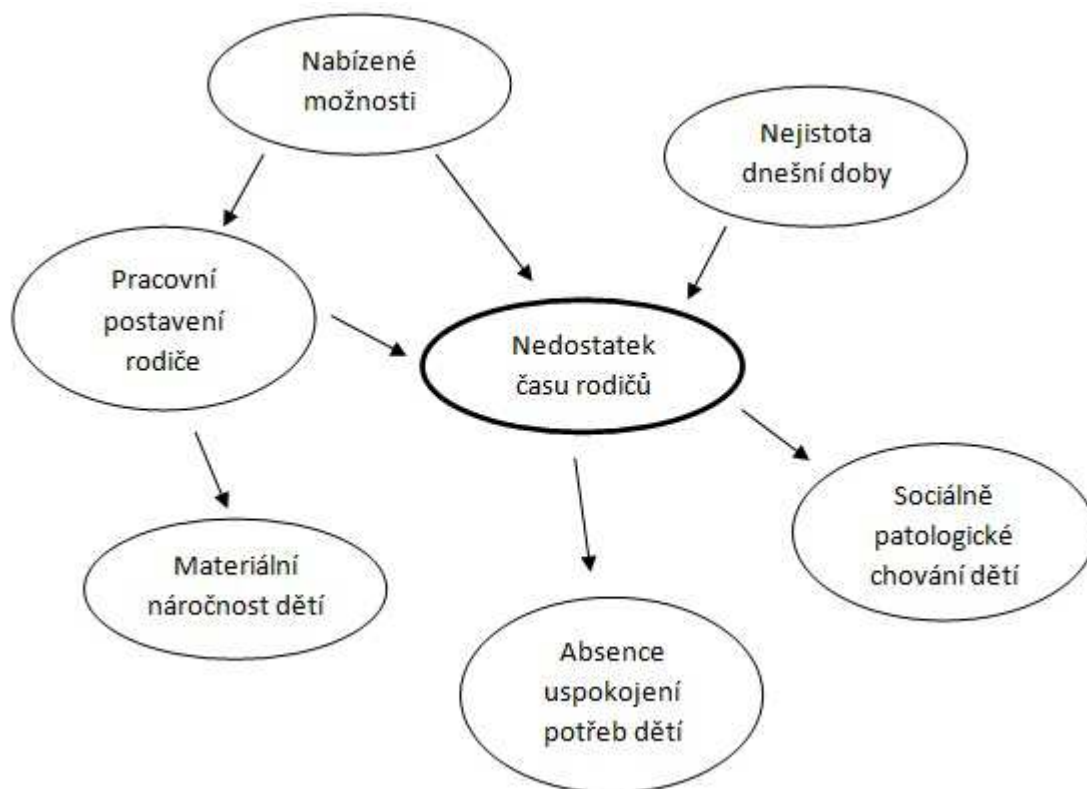 Nabízené
možnosti
Nejistota
dnešní doby
Pracovní
postavení
rodiče
Nedostatek
času rodičů
Sociálně
patologické
chování dětí
Materiální
náročnost dětí
Absence
uspokojení
potřeb dětí